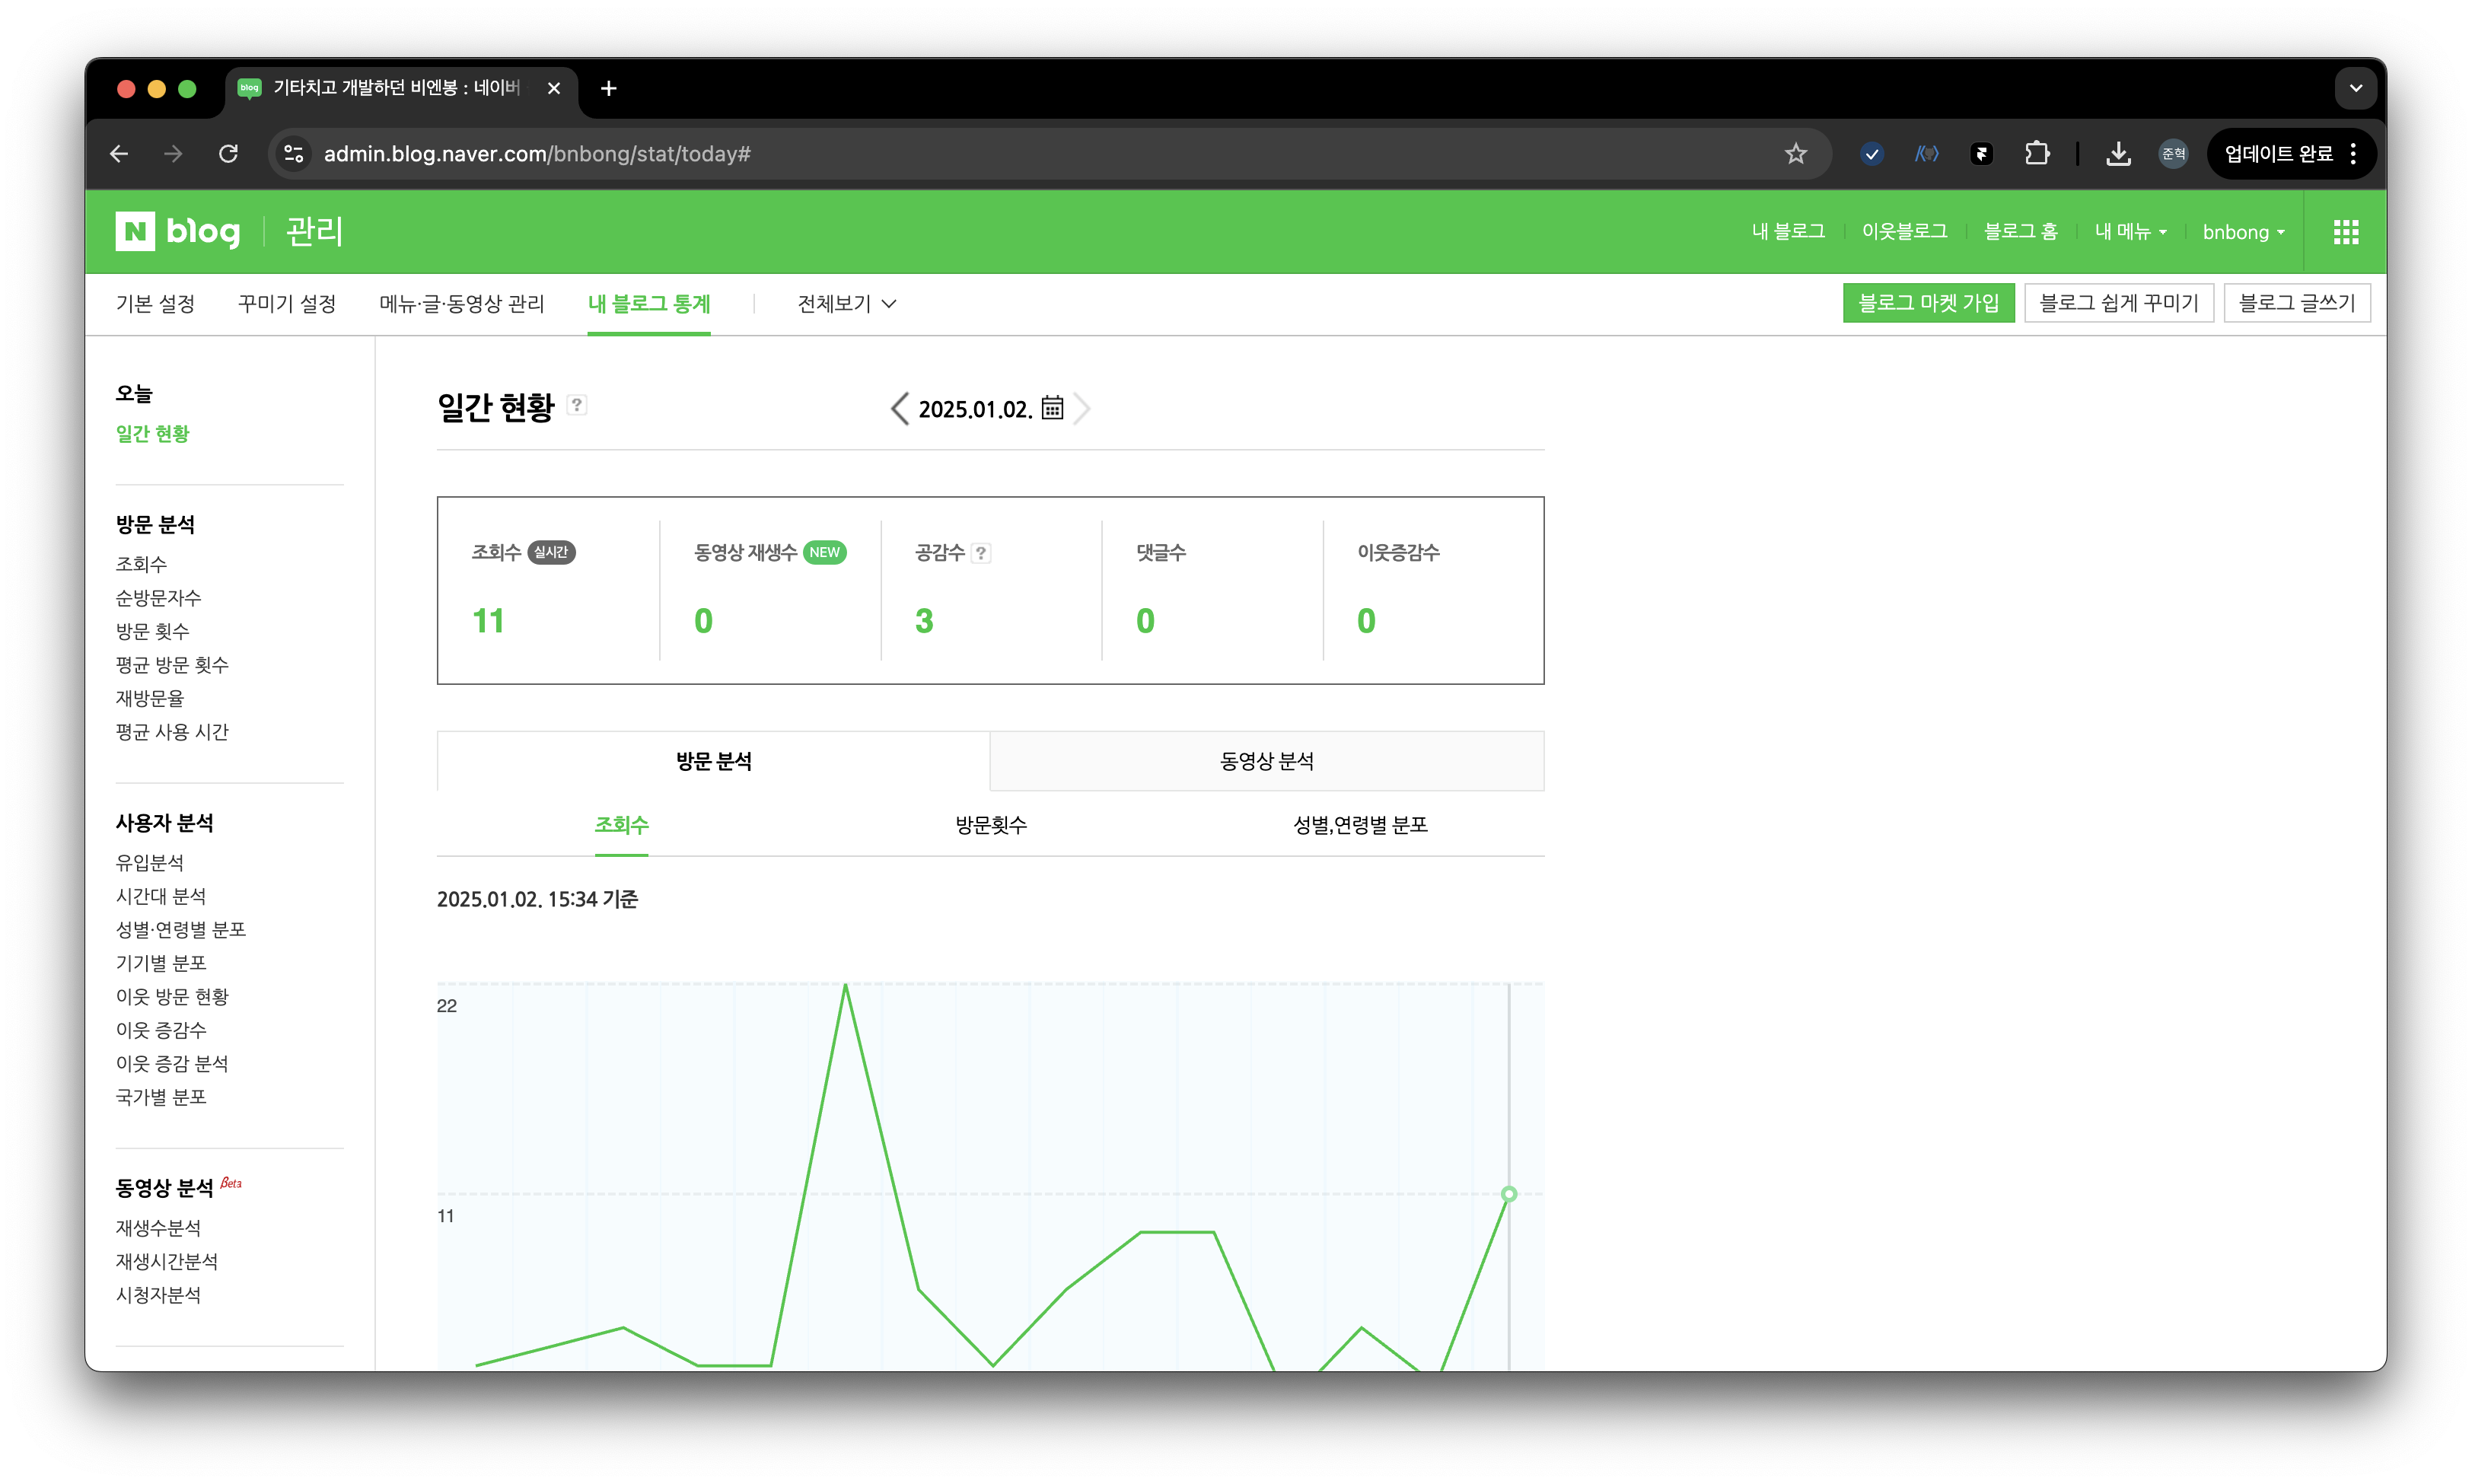 blog 기타치고 개발하던 비엔봉 : 네이버
admin.blog.naver.com/bnbong/stat/today#
준혁
업데이트 완료
N blog 관리
내 블로그 이웃블로그 블로그 홈 내 메뉴 bnbong
기본 설정 꾸미기 설정 메뉴·글·동영상 관리 내 블로그 통계 전체보기
블로그 마켓 가입 블로그 쉽게 꾸미기 블로그 글쓰기
오늘
일간 현황
방문 분석
조회수
순방문자수
방문 횟수
평균 방문 횟수
재방문율
평균 사용 시간
사용자 분석
유입분석
시간대 분석
성별·연령별 분포
기기별 분포
이웃 방문 현황
이웃 증감수
이웃 증감 분석
국가별 분포
동영상 분석 βeta
재생수분석
재생시간분석
시청자분석
일간 현황 ?
2025.01.02.
조회수 실시간 동영상 재생수 NEW 공감수 ? 댓글수 이웃증감수
11 0 3 0 0
방문 분석 동영상 분석
조회수 방문횟수 성별,연령별 분포
2025.01.02. 15:34 기준
22
11